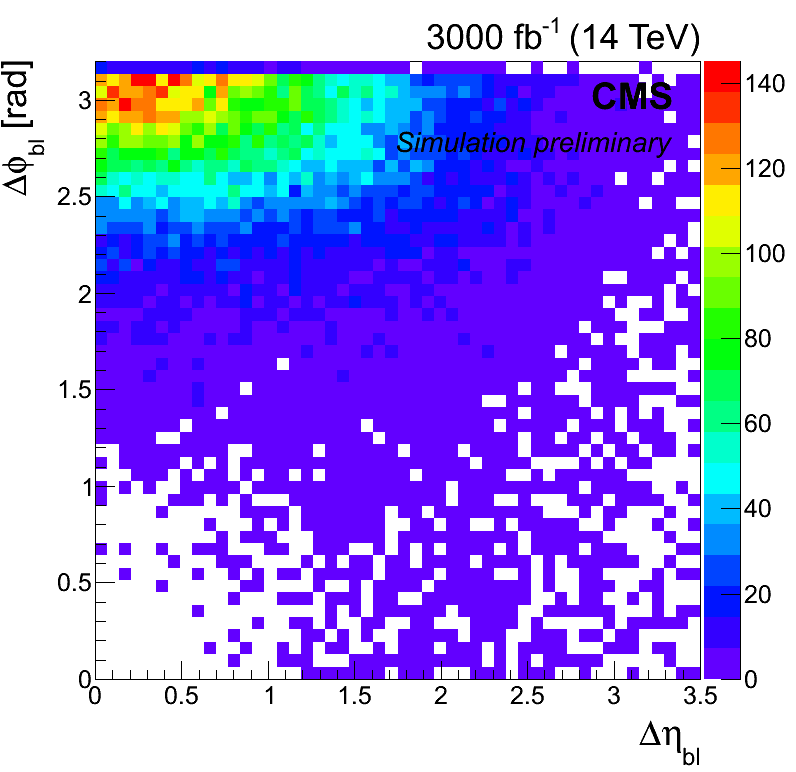 3000 fb-1 (14 TeV)
Δφbl [rad]
CMS
Simulation preliminary
3
2.5
2
1.5
1
0.5
0
0 0.5 1 1.5 2 2.5 3 3.5
Δηbl
140
120
100
80
60
40
20
0